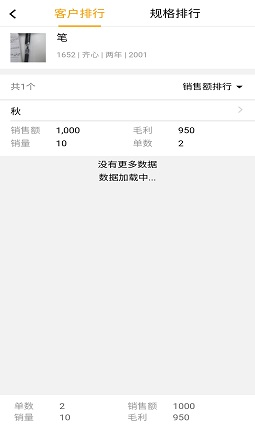 客户排行 规格排行
笔
1652 | 齐心 | 两年 | 2001
共1个 销售额排行
秋
销售额 1,000 毛利 950
销量 10 单数 2
没有更多数据
数据加载中...
单数 2 销售额 1000
销量 10 毛利 950